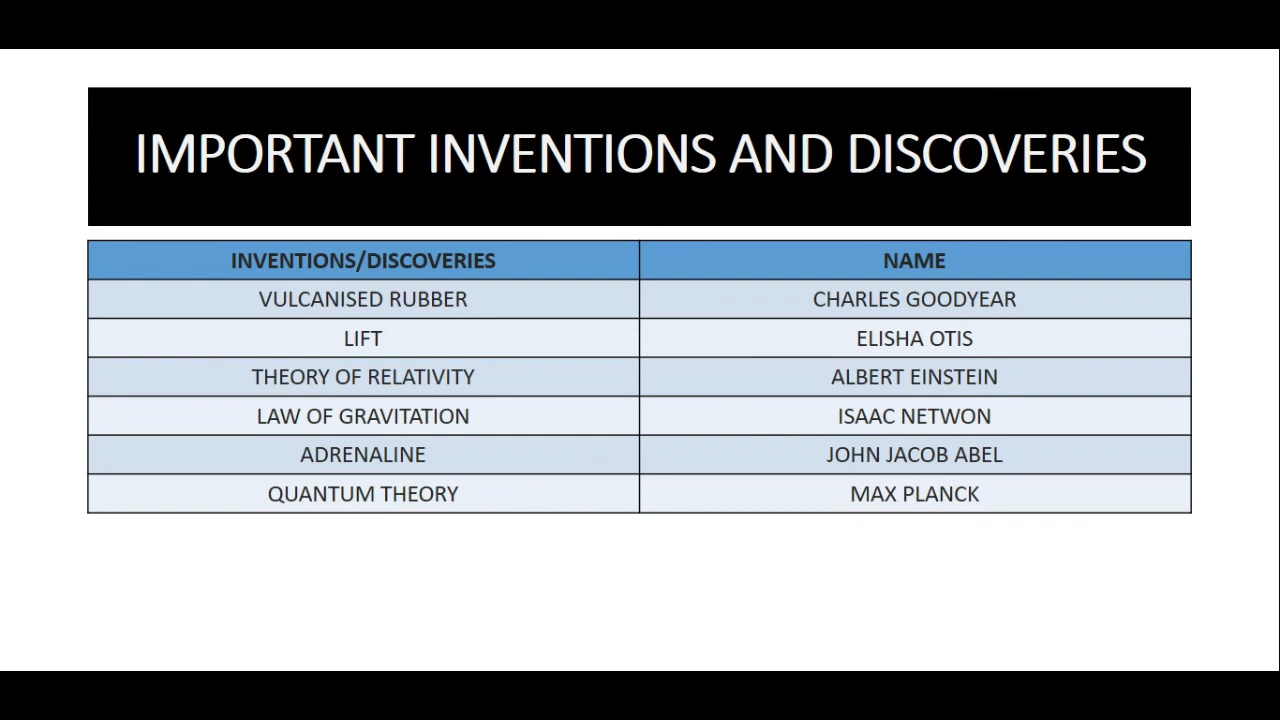 IMPORTANT INVENTIONS AND DISCOVERIES
INVENTIONS/DISCOVERIES NAME
VULCANISED RUBBER CHARLES GOODYEAR
LIFT ELISHA OTIS
THEORY OF RELATIVITY ALBERT EINSTEIN
LAW OF GRAVITATION ISAAC NETWON
ADRENALINE JOHN JACOB ABEL
QUANTUM THEORY MAX PLANCK